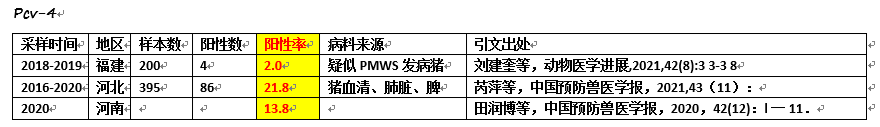 Pcv-4
采样时间 地区 样本数 阳性数 阳性率 病料来源 引文出处
2018-2019 福建 200 4 2.0 疑似 PMWS 发病猪 刘建奎等，动物医学进展,2021,42(8):3 3-3 8
2016-2020 河北 395 86 21.8 猪血清、肺脏、脾 芮萍等，中国预防兽医学报，2021,43（11）：
2020 河南 13.8 田润博等，中国预防兽医学报，2020，42(12)：l — 11．